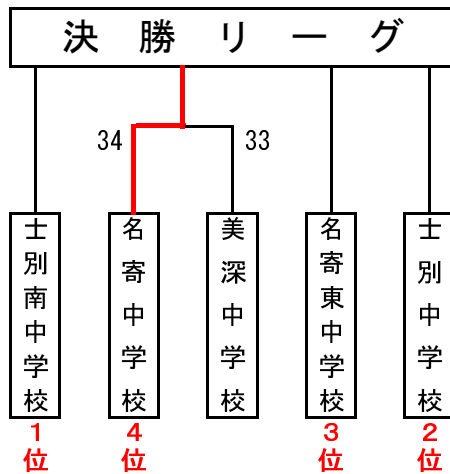 決勝リーグ
34
33
士別南中学校
名寄中学校
美深中学校
名寄東中学校
士別中学校
1位
4位
3位
2位